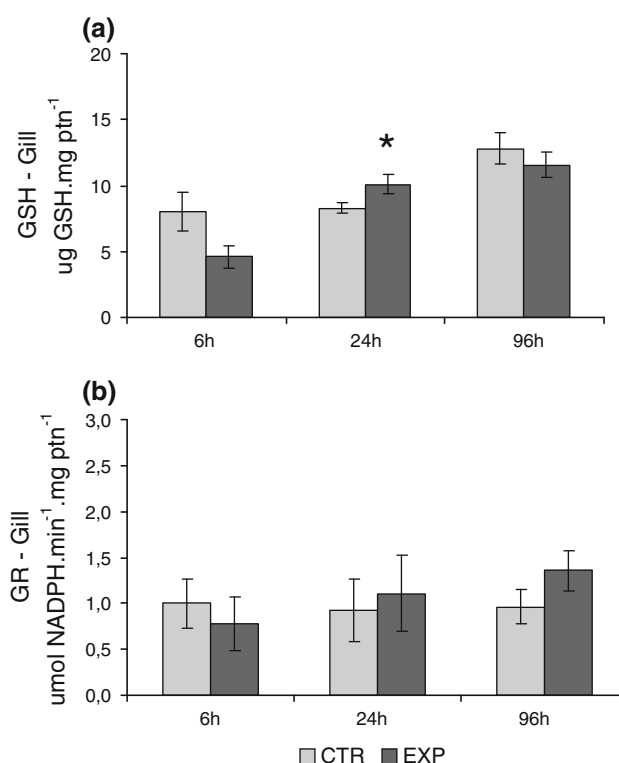 (a)
GSH - Gill
ug GSH.mg ptn⁻¹
20
15
10
5
0
*
6h 24h 96h
(b)
GR - Gill
umol NADPH.min⁻¹.mg ptn⁻¹
3,0
2,5
2,0
1,5
1,0
0,5
0,0
6h 24h 96h
CTR EXP